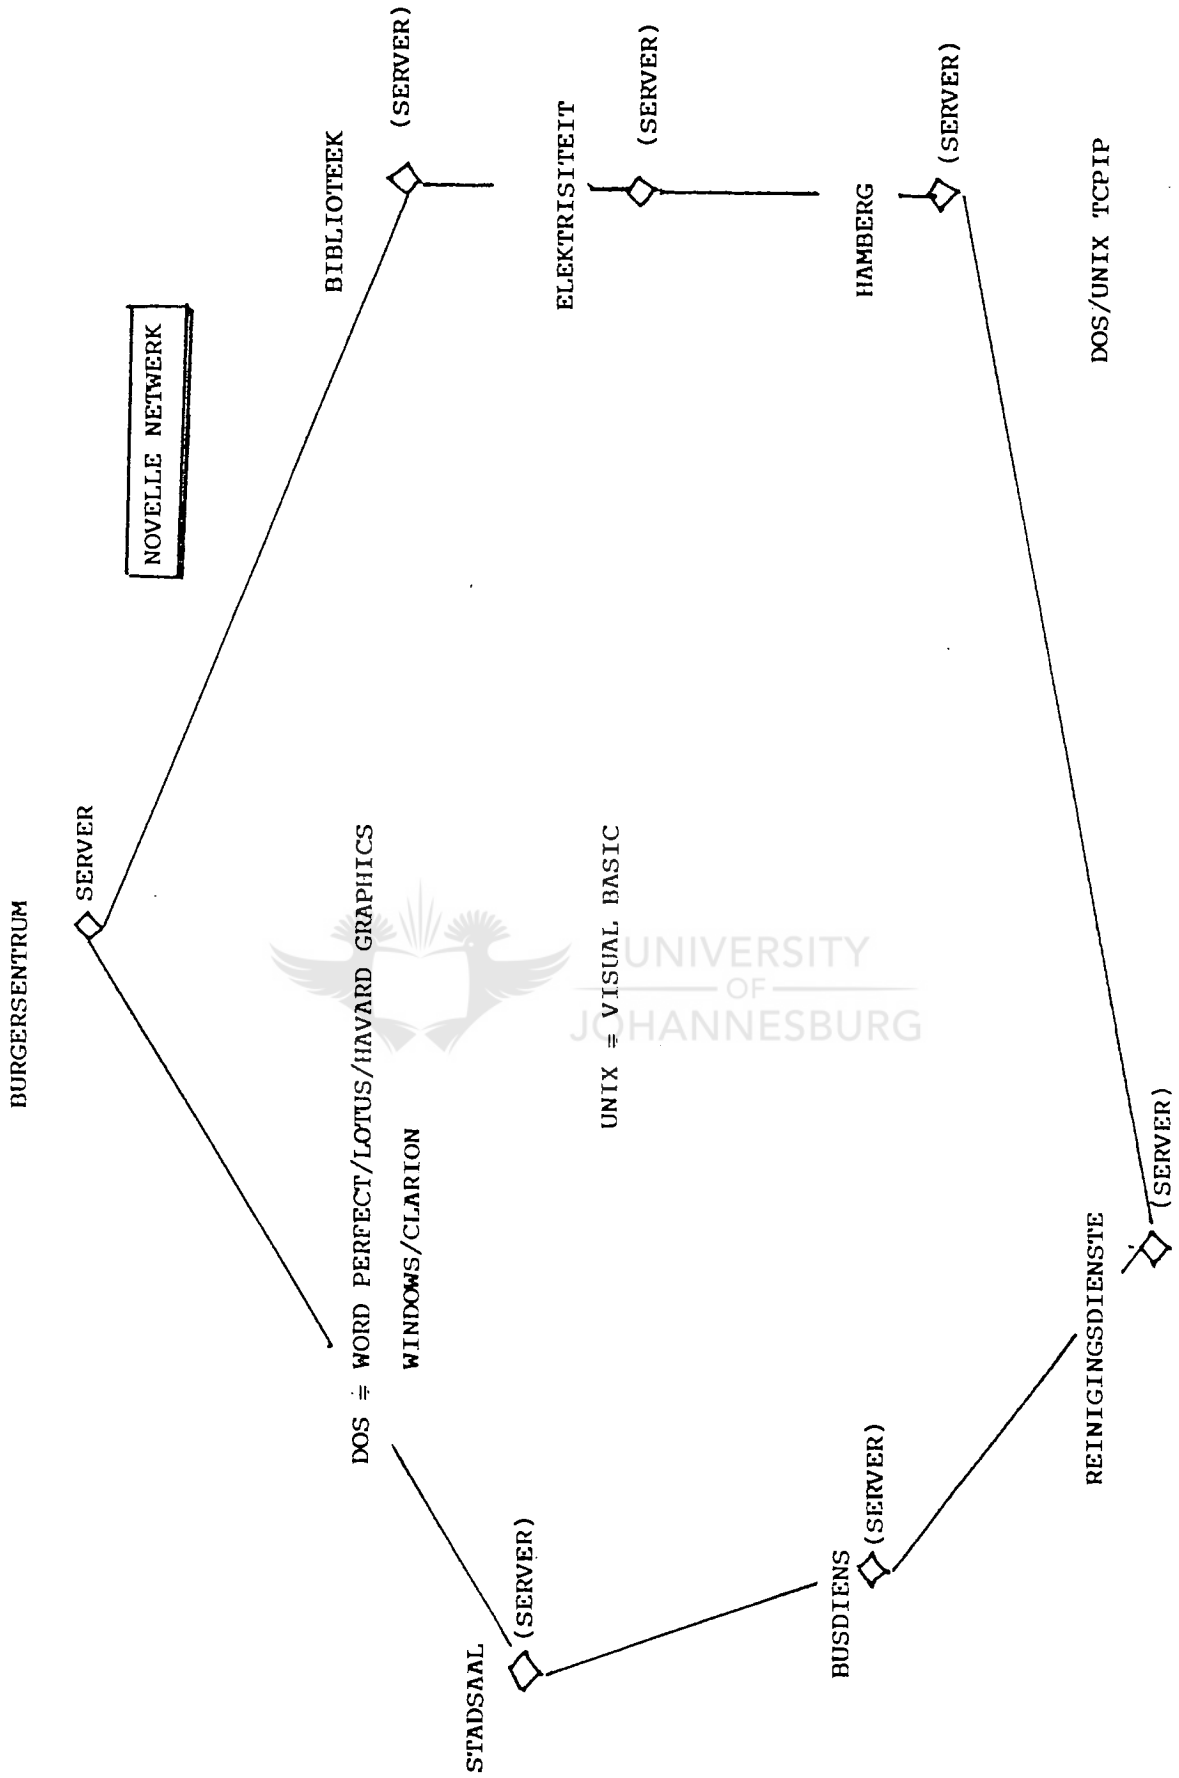 BURGERSENTRUM
SERVER
NOVELLE NETWERK
BIBLIOTEEK
(SERVER)
DOS = WORD PERFECT/LOTUS/HAVARD GRAPHICS
WINDOWS/CLARION
STADSAAL
(SERVER)
ELEKTRISITEIT
(SERVER)
UNIX = VISUAL BASIC
UNIVERSITY
OF
JOHANNESBURG
BUSDIENS
(SERVER)
HAMBERG
(SERVER)
REINIGINGSDIENSTE
(SERVER)
DOS/UNIX TCPIP